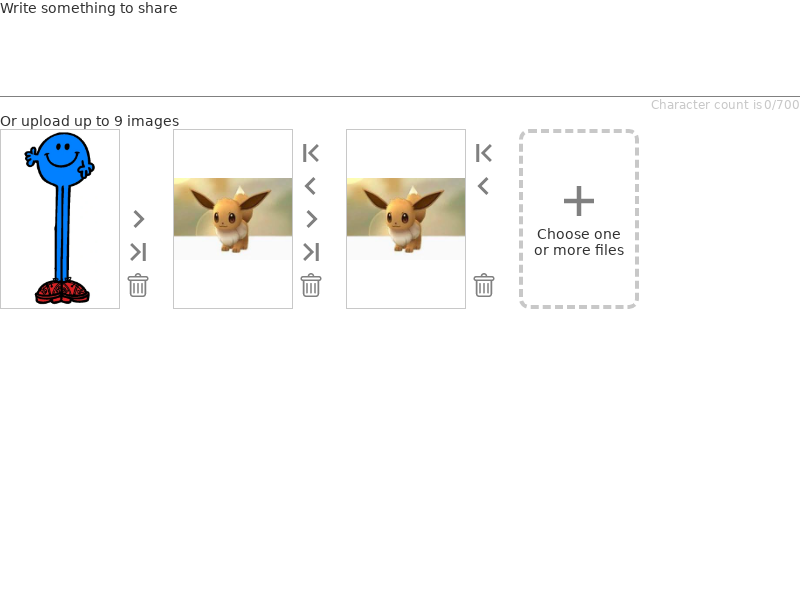 Write something to share
Character count is 0/700
Or upload up to 9 images
Choose one
or more files